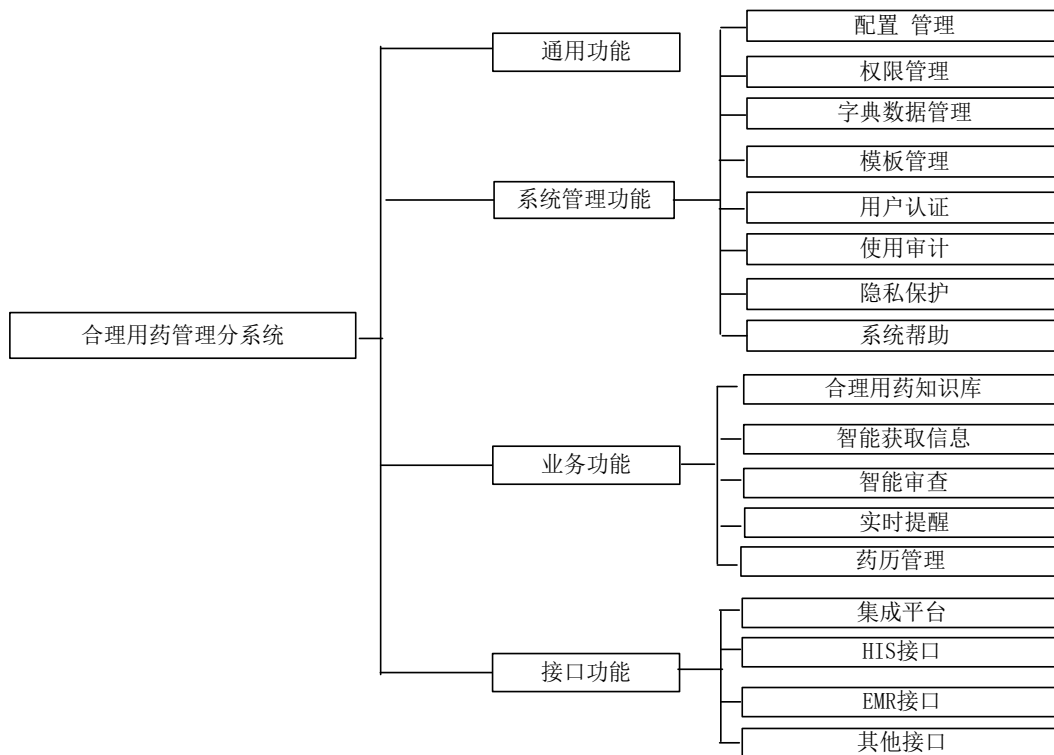 合理用药管理分系统
通用功能
系统管理功能
配置 管理
权限管理
字典数据管理
模板管理
用户认证
使用审计
隐私保护
系统帮助
业务功能
合理用药知识库
智能获取信息
智能审查
实时提醒
药历管理
接口功能
集成平台
HIS接口
EMR接口
其他接口